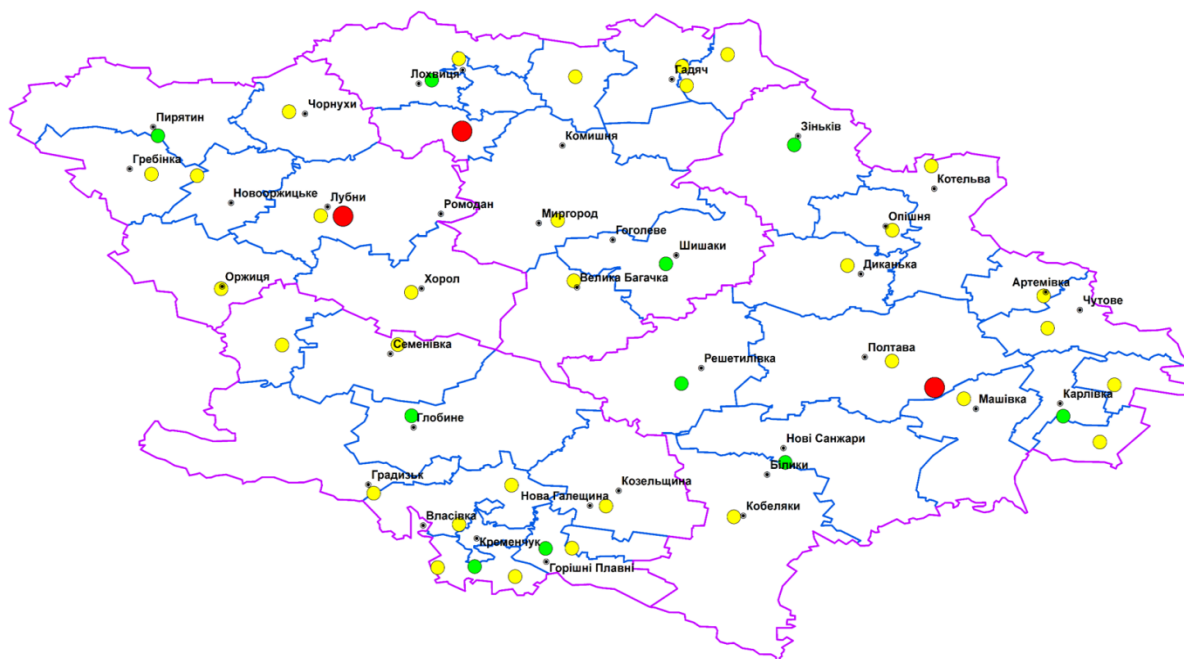 Гадяч
Лохвиця
Чорнухи
Пирятин
Зіньків
Комишня
Гребінка
Котельва
Новооржицьке
Лубни
Ромодан
Миргород
Опішня
Гоголеве
Шишаки
Диканька
Оржиця
Хорол
Велика Багачка
Артемівка
Чутове
Семенівка
Полтава
Решетилівка
Машівка
Карлівка
Глобине
Нові Санжари
Білики
Градизьк
Козельщина
Нова Галещина
Власівка
Кобеляки
Кременчук
Горішні Плавні